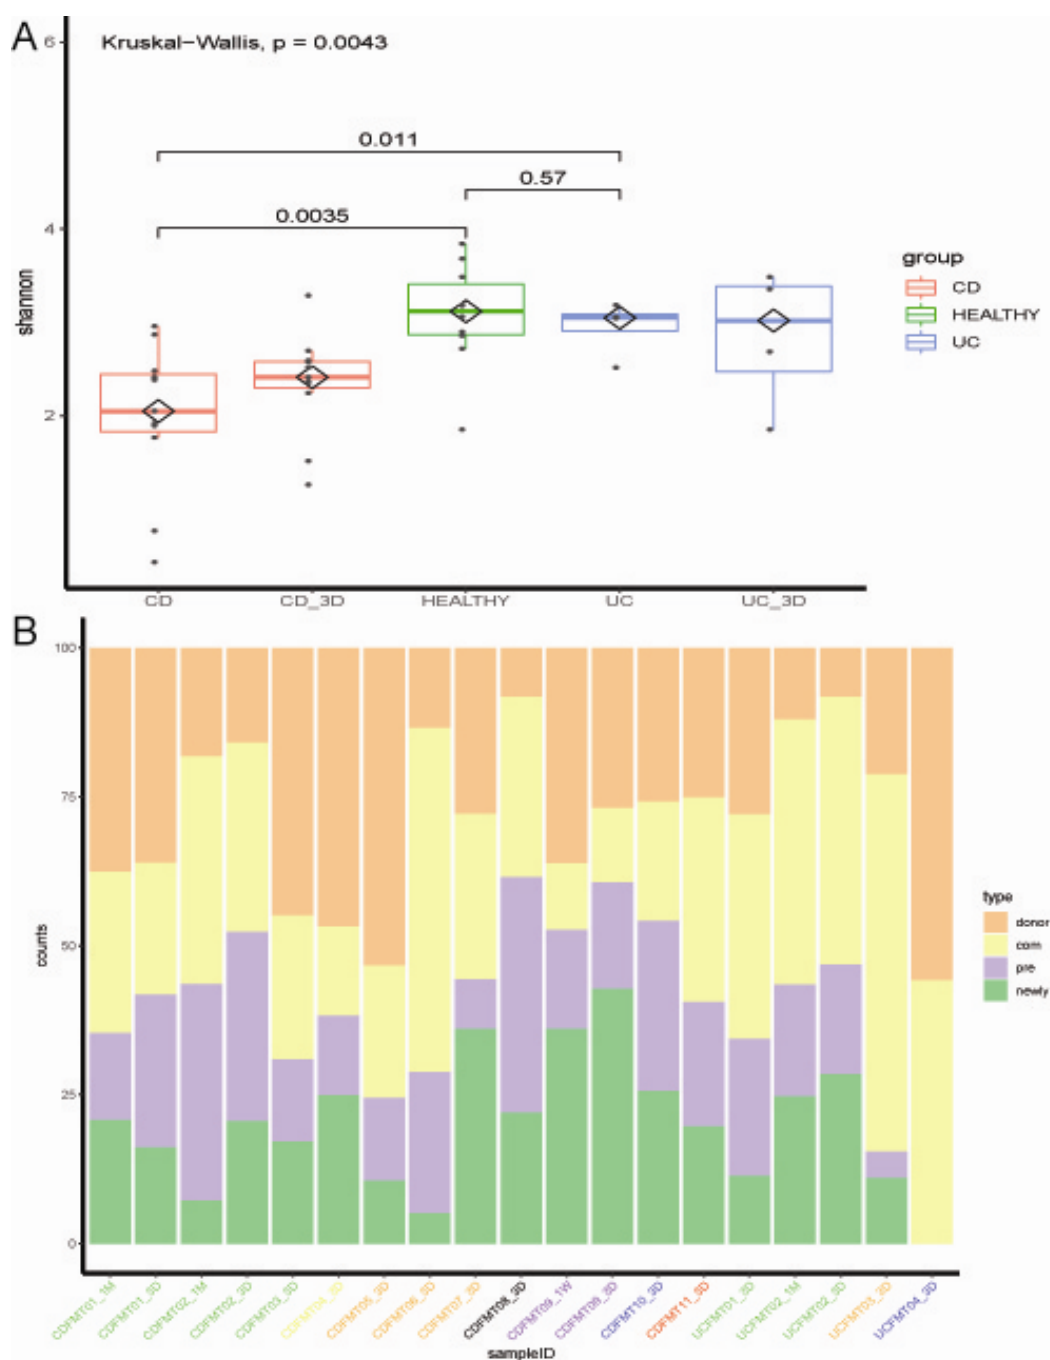 A
Kruskal-Wallis, p = 0.0043
6
0.011
0.57
0.0035
4
2
shannon
group
CD
HEALTHY
UC
CD CD_3D HEALTHY UC UC_3D
B
100
75
50
25
0
counts
type
donor
com
pre
newly
CDFMT01_1M CDFMT01_3D CDFMT02_1M CDFMT02_3D CDFMT03_3D CDFMT04_3D CDFMT05_3D CDFMT06_3D CDFMT07_3D CDFMT08_3D CDFMT09_1W CDFMT09_3D CDFMT10_3D CDFMT11_3D UCFMT01_3D UCFMT02_1M UCFMT02_3D UCFMT03_3D UCFMT04_3D
sampleID